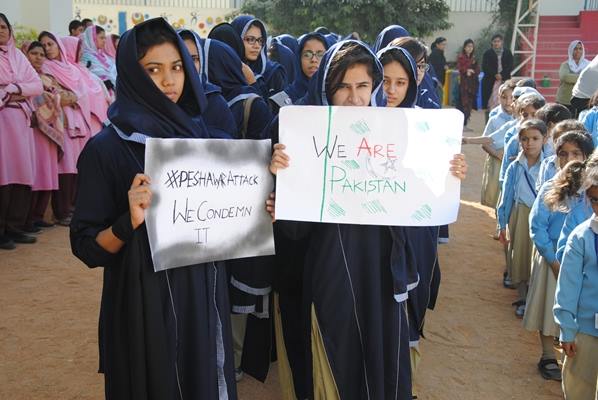 #PESHAWRATTACK
WE CONDEMN
IT
WE ARE
PAKISTAN